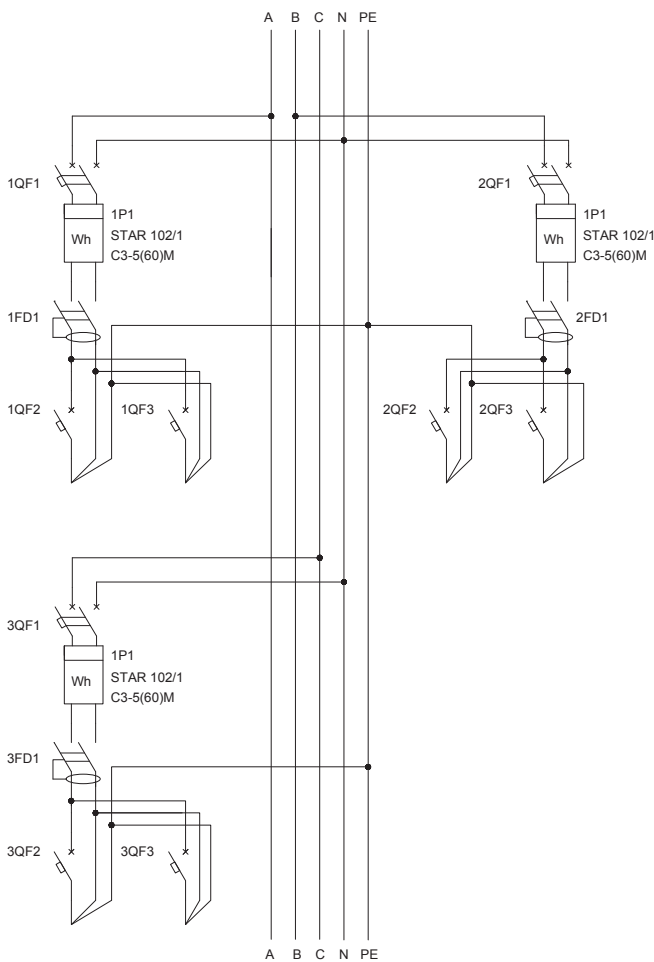 A B C N PE
1QF1
Wh
1P1
STAR 102/1
C3-5(60)M
2QF1
Wh
1P1
STAR 102/1
C3-5(60)M
1FD1
2FD1
1QF2
1QF3
2QF2
2QF3
3QF1
Wh
1P1
STAR 102/1
C3-5(60)M
3FD1
3QF2
3QF3
A B C N PE